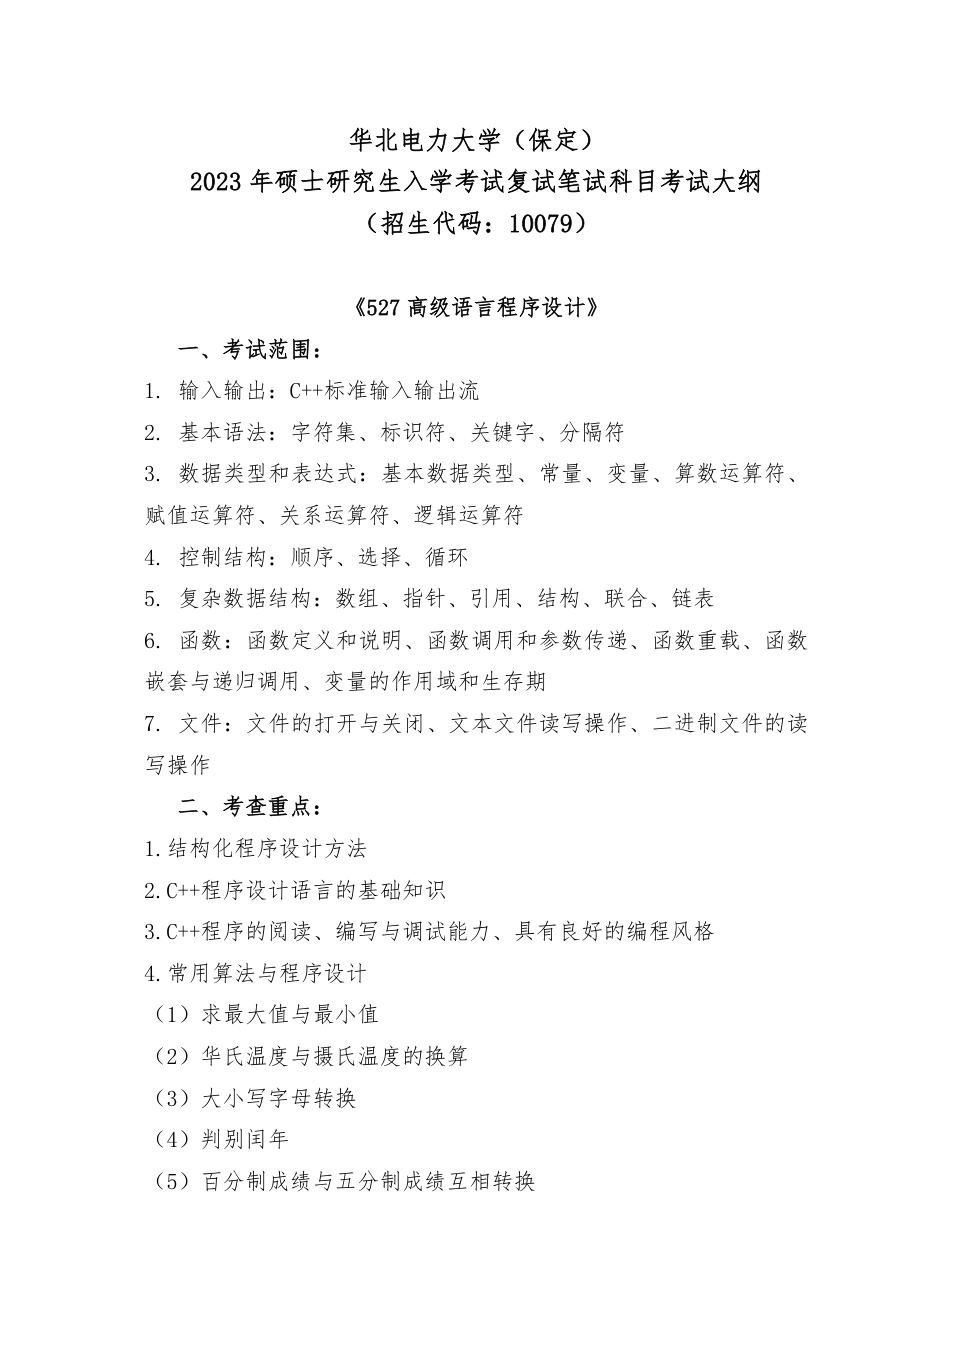 华北电力大学（保定）
2023 年硕士研究生入学考试复试笔试科目考试大纲
（招生代码：10079）
《527 高级语言程序设计》
一、考试范围：
1. 输入输出：C++标准输入输出流
2. 基本语法：字符集、标识符、关键字、分隔符
3. 数据类型和表达式：基本数据类型、常量、变量、算数运算符、
赋值运算符、关系运算符、逻辑运算符
4. 控制结构：顺序、选择、循环
5. 复杂数据结构：数组、指针、引用、结构、联合、链表
6. 函数：函数定义和说明、函数调用和参数传递、函数重载、函数
嵌套与递归调用、变量的作用域和生存期
7. 文件：文件的打开与关闭、文本文件读写操作、二进制文件的读
写操作
二、考查重点：
1.结构化程序设计方法
2.C++程序设计语言的基础知识
3.C++程序的阅读、编写与调试能力、具有良好的编程风格
4.常用算法与程序设计
（1）求最大值与最小值
（2）华氏温度与摄氏温度的换算
（3）大小写字母转换
（4）判别闰年
（5）百分制成绩与五分制成绩互相转换